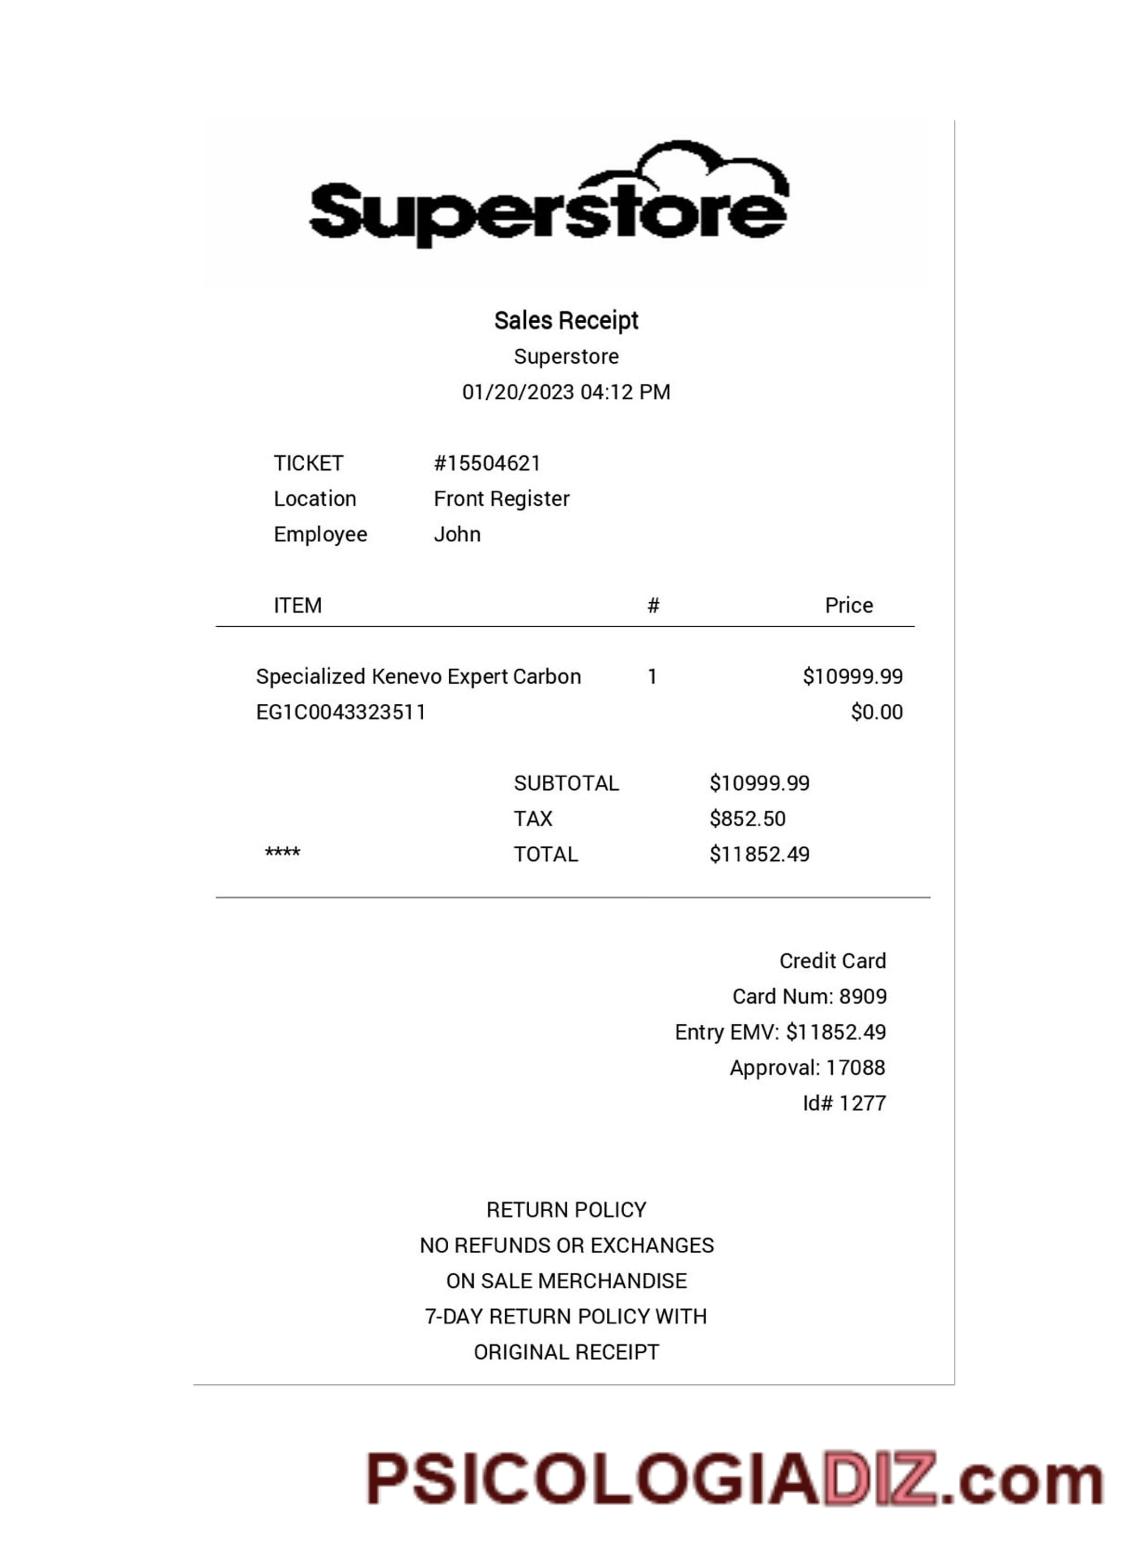 Superstore
Sales Receipt
Superstore
01/20/2023 04:12 PM
TICKET #15504621
Location Front Register
Employee John
ITEM # Price
Specialized Kenevo Expert Carbon 1 $10999.99
EG1C0043323511 $0.00
SUBTOTAL $10999.99
TAX $852.50
**** TOTAL $11852.49
Credit Card
Card Num: 8909
Entry EMV: $11852.49
Approval: 17088
Id# 1277
RETURN POLICY
NO REFUNDS OR EXCHANGES
ON SALE MERCHANDISE
7-DAY RETURN POLICY WITH
ORIGINAL RECEIPT
PSICOLOGIADIZ.com